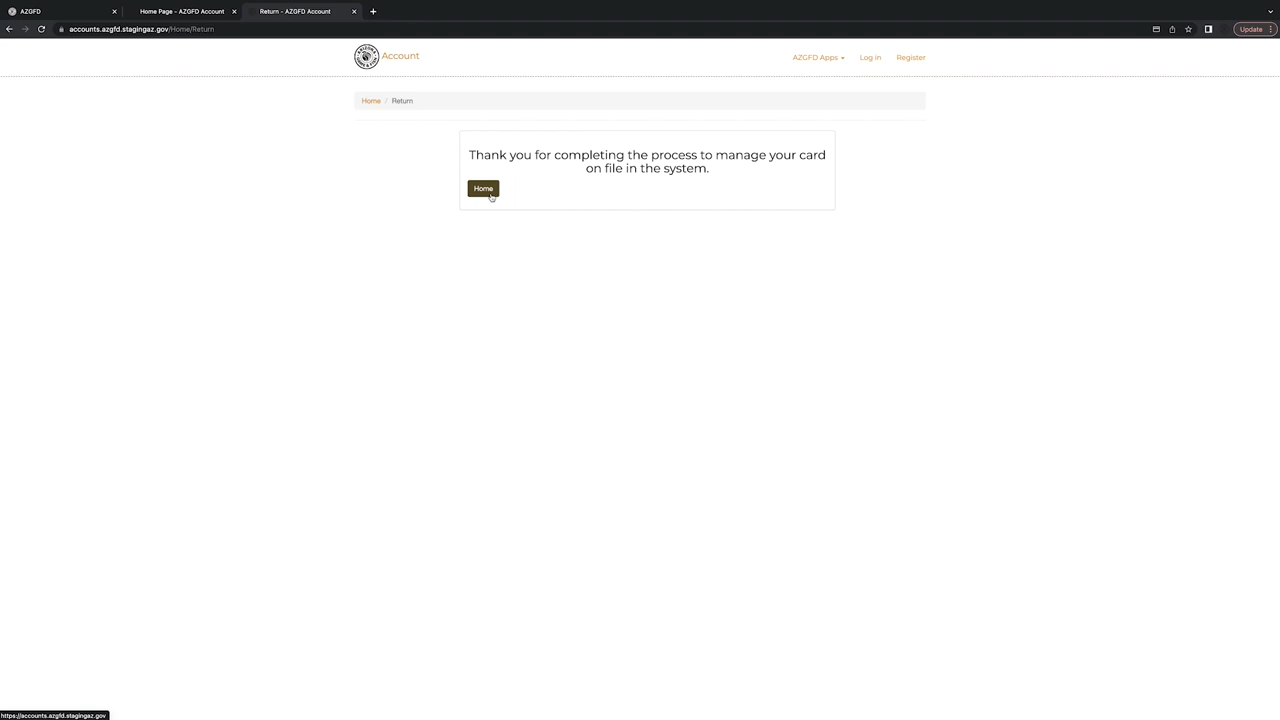 AZGFD
Home Page - AZGFD Account
Return - AZGFD Account
accounts.azgfd.stagingaz.gov/Home/Return
Update
Account
AZGFD Apps
Log in
Register
Home / Return
Thank you for completing the process to manage your card
on file in the system.
Home
https://accounts.azgfd.stagingaz.gov